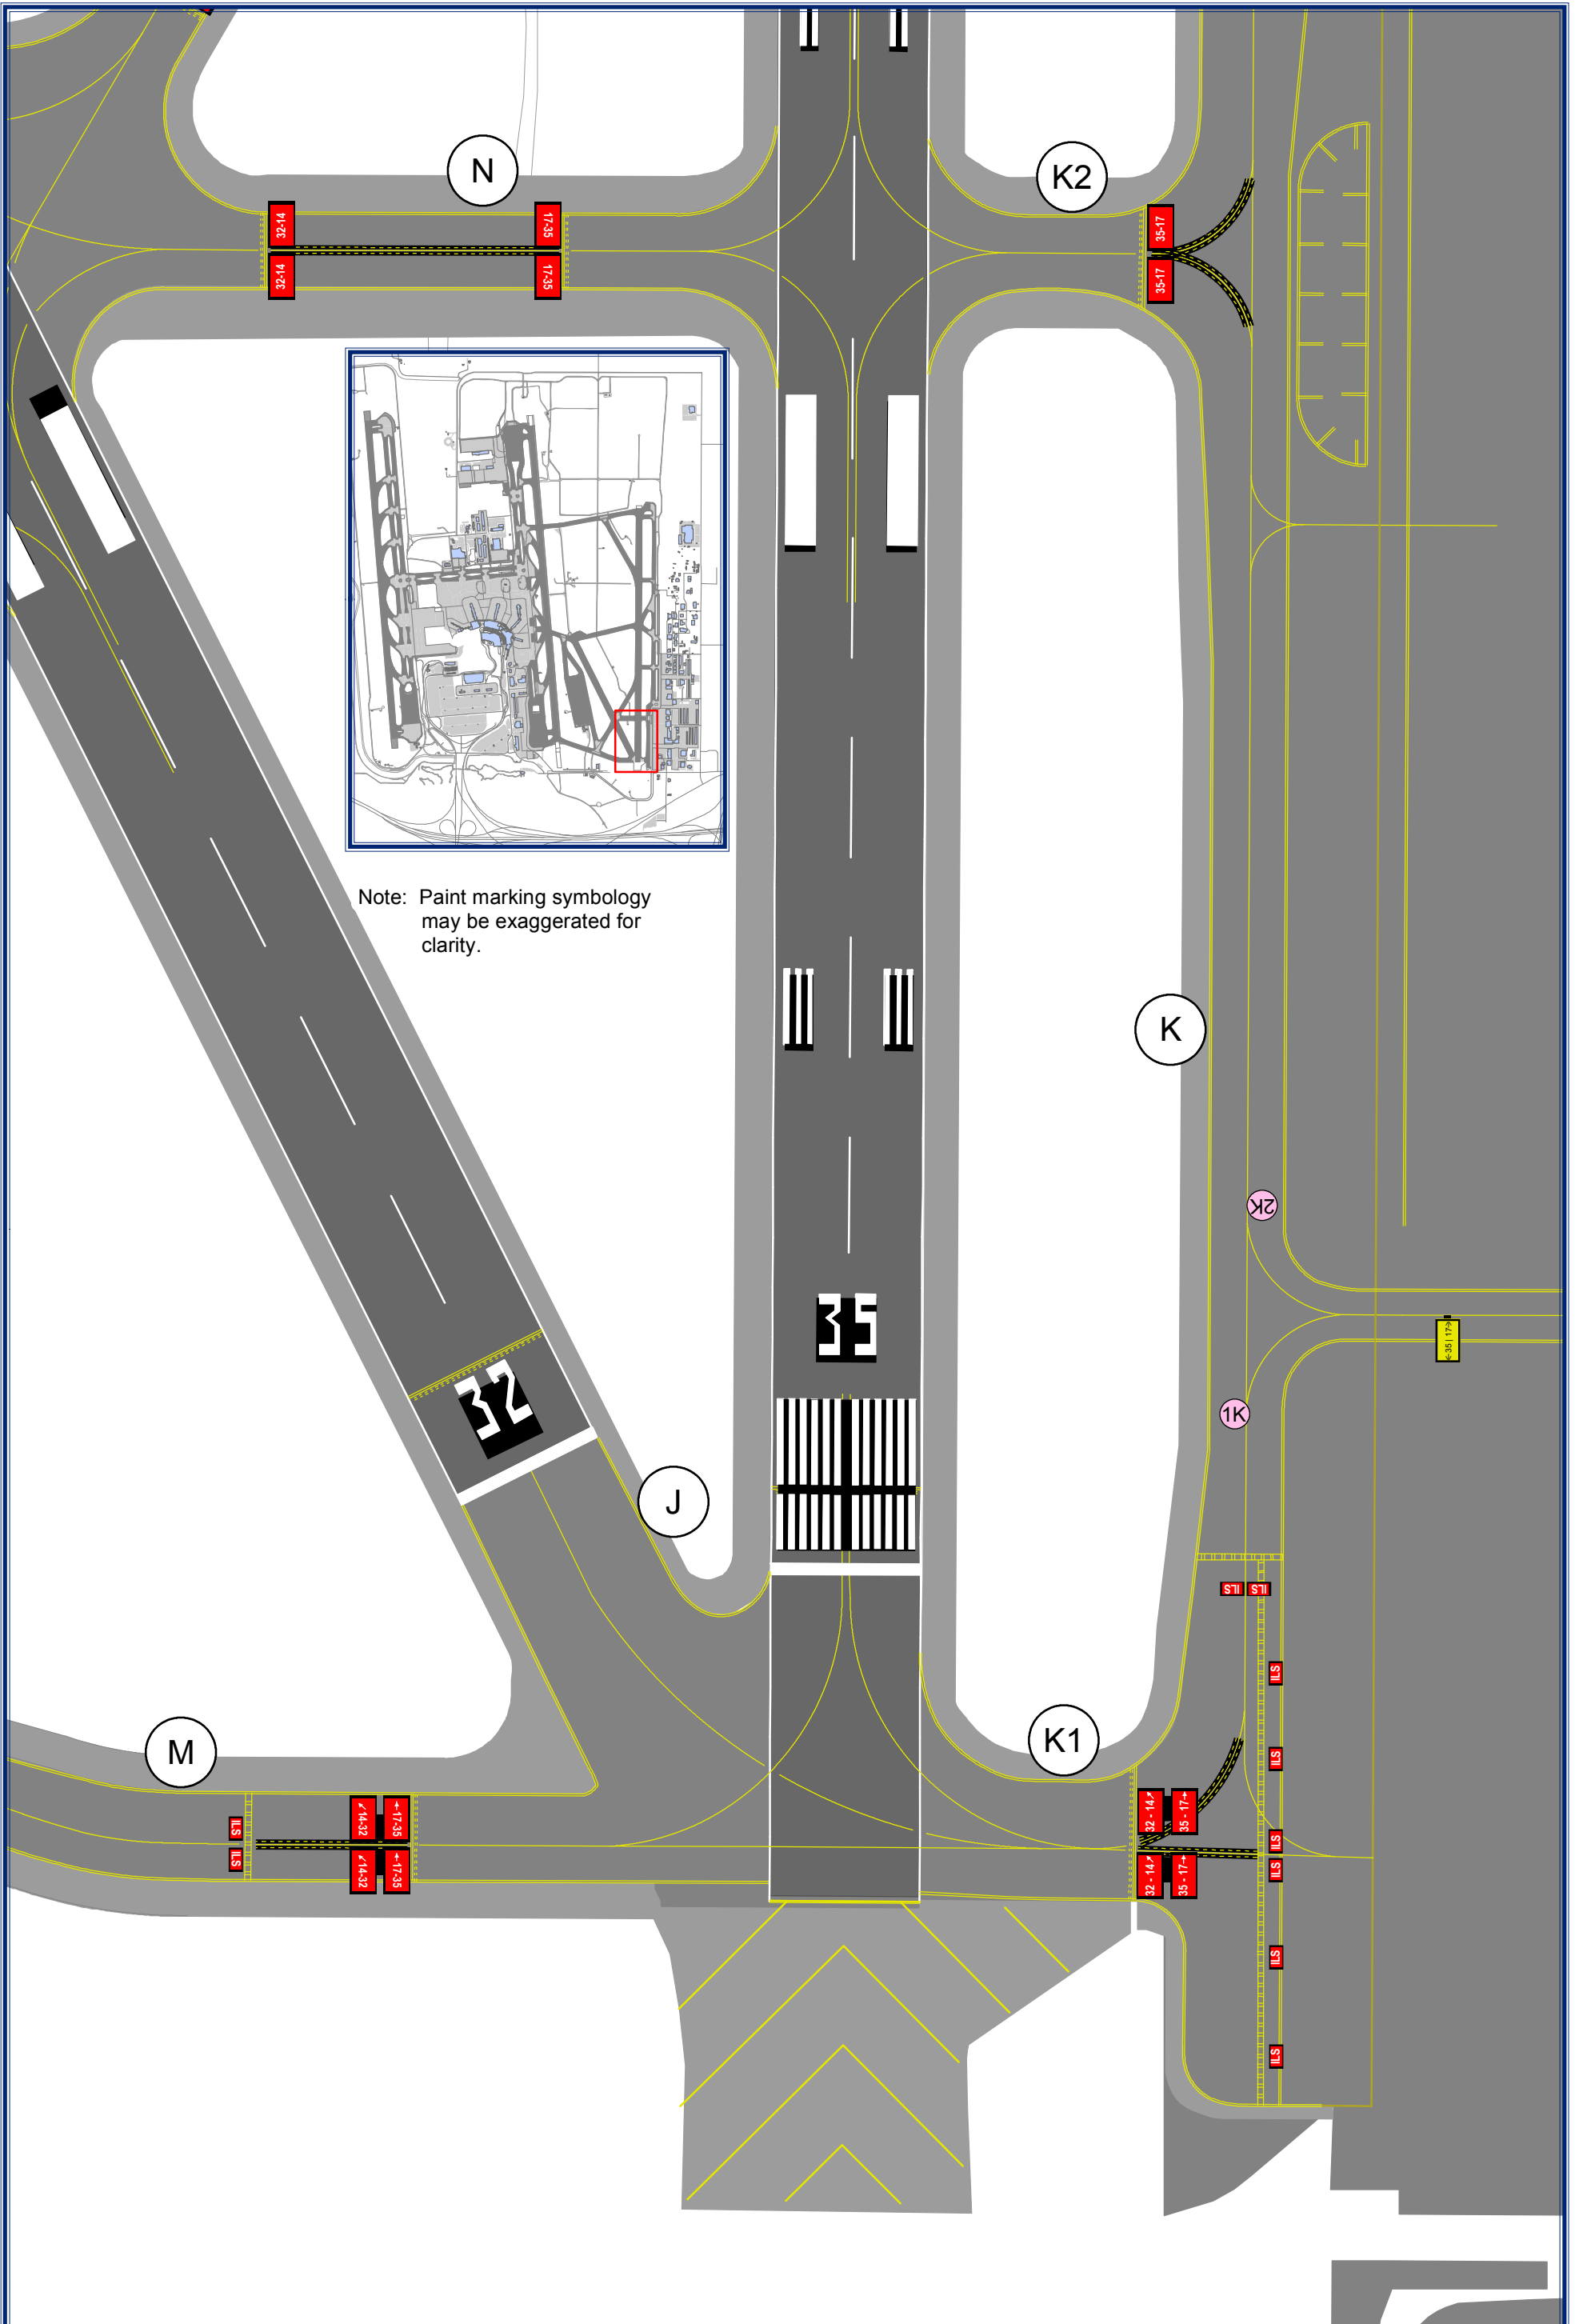 N
K2
32-14
32-14
17-35
17-35
35-17
35-17
Note: Paint marking symbology
may be exaggerated for
clarity.
K
2K
←35 | 17→
35
32
1K
J
ILS
ILS
ILS
M
K1
ILS
ILS
ILS
↙14-32
←17-35
↙14-32
←17-35
32 - 14↗
35 - 17→
32 - 14↗
35 - 17→
ILS
ILS
ILS
ILS